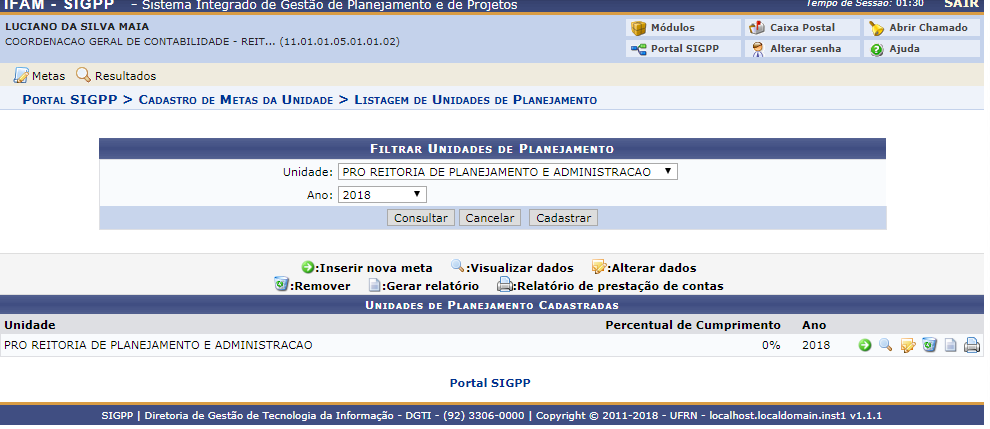 IFAM - SIGPP - Sistema Integrado de Gestão de Planejamento e de Projetos
Tempo de Sessão: 01:30 SAIR
LUCIANO DA SILVA MAIA
COORDENACAO GERAL DE CONTABILIDADE - REIT... (11.01.01.05.01.01.02)
Módulos Caixa Postal Abrir Chamado
Portal SIGPP Alterar senha Ajuda
Metas Resultados
Portal SIGPP > Cadastro de Metas da Unidade > Listagem de Unidades de Planejamento
Filtrar Unidades de Planejamento
Unidade: PRO REITORIA DE PLANEJAMENTO E ADMINISTRACAO
Ano: 2018
Consultar Cancelar Cadastrar
:Inserir nova meta :Visualizar dados :Alterar dados
:Remover :Gerar relatório :Relatório de prestação de contas
Unidades de Planejamento Cadastradas
Unidade Percentual de Cumprimento Ano
PRO REITORIA DE PLANEJAMENTO E ADMINISTRACAO 0% 2018
Portal SIGPP
SIGPP | Diretoria de Gestão de Tecnologia da Informação - DGTI - (92) 3306-0000 | Copyright © 2011-2018 - UFRN - localhost.localdomain.inst1 v1.1.1